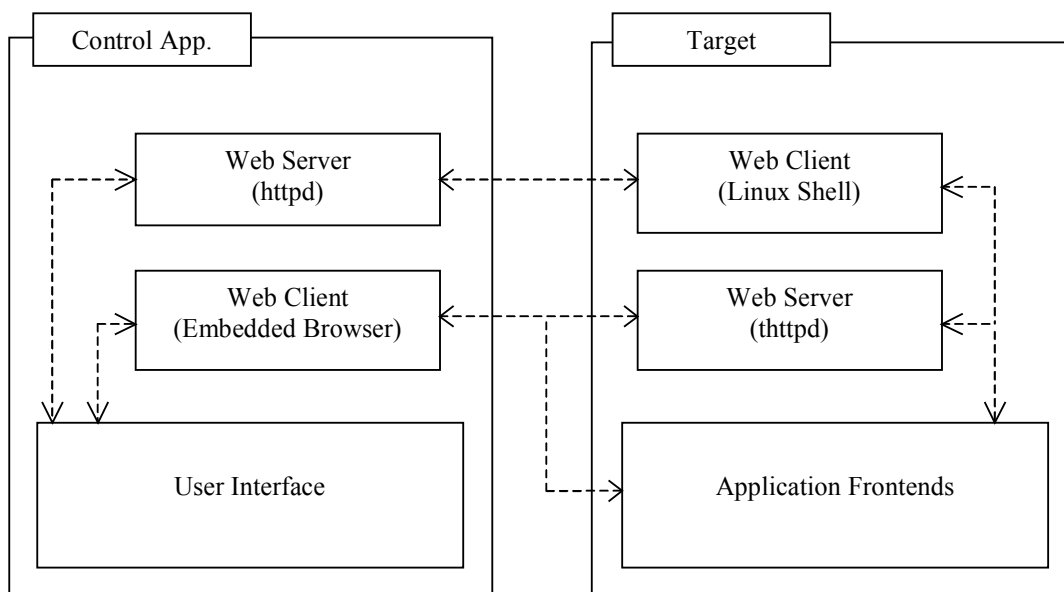 Control App.
Target
Web Server
(httpd)
Web Client
(Linux Shell)
Web Client
(Embedded Browser)
Web Server
(thttpd)
User Interface
Application Frontends